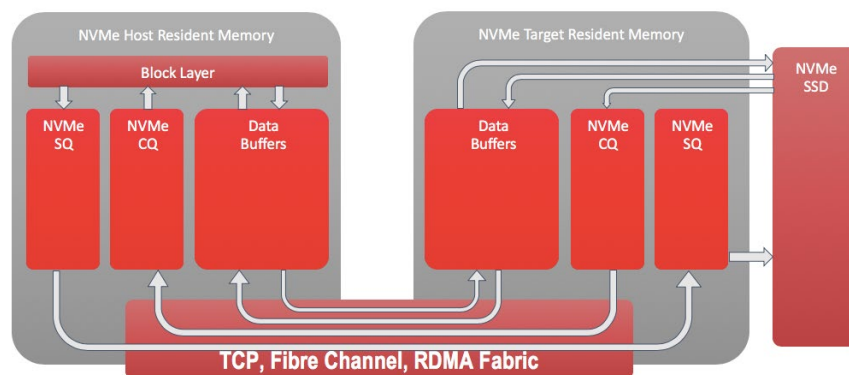 NVMe Host Resident Memory
Block Layer
NVMe
SQ
NVMe
CQ
Data
Buffers
NVMe Target Resident Memory
Data
Buffers
NVMe
CQ
NVMe
SQ
NVMe
SSD
TCP, Fibre Channel, RDMA Fabric